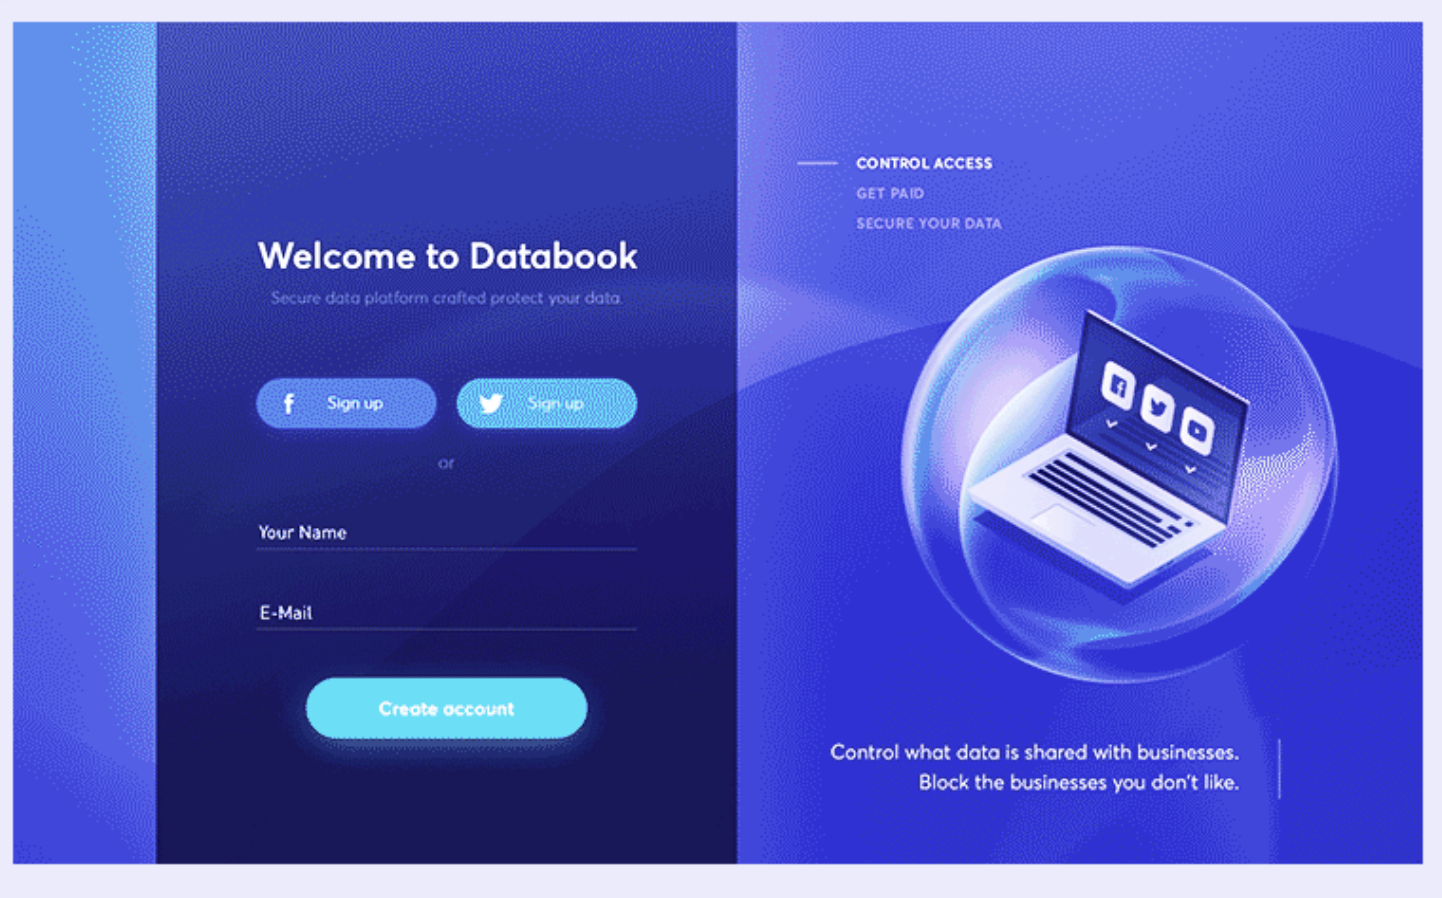 Welcome to Databook
Secure data platform crafted protect your data.
Sign up
Sign up
or
Your Name
E-Mail
Create account
CONTROL ACCESS
GET PAID
SECURE YOUR DATA
Control what data is shared with businesses.
Block the businesses you don't like.